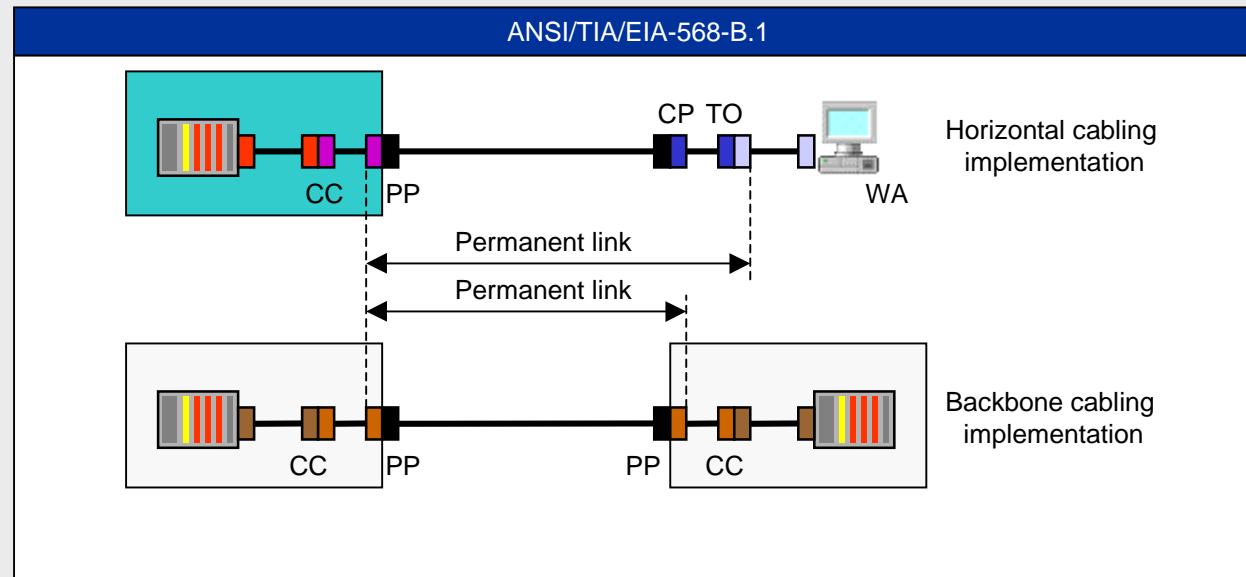 ANSI/TIA/EIA-568-B.1
CP TO
Horizontal cabling
implementation
CC PP WA
Permanent link
Permanent link
Backbone cabling
implementation
CC PP PP CC